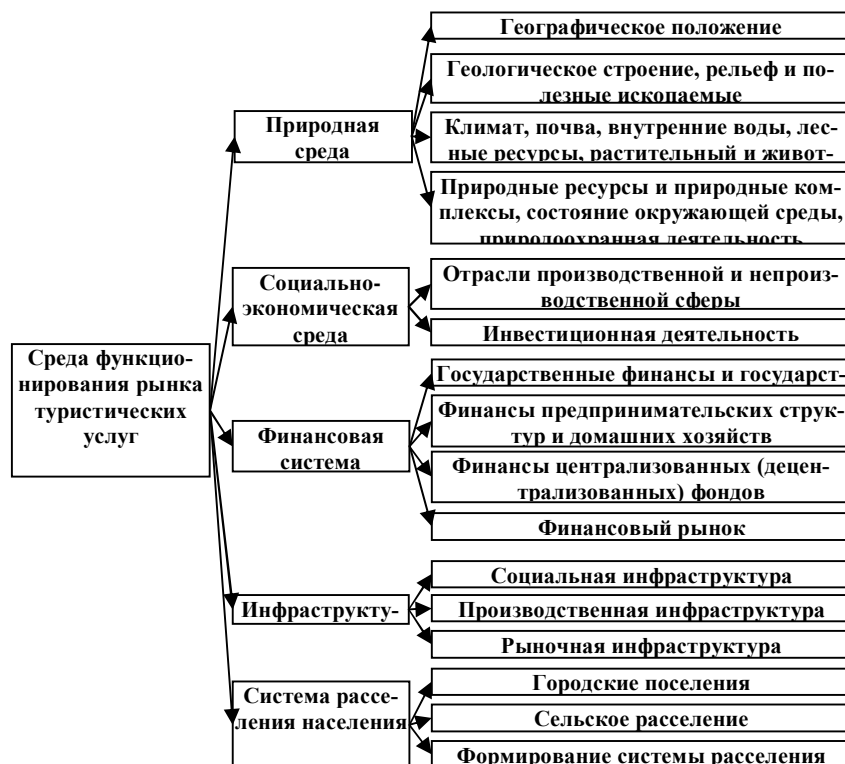 Географическое положение
Геологическое строение, рельеф и по-
лезные ископаемые
Природная
среда
Климат, почва, внутренние воды, лес-
ные ресурсы, растительный и живот-
Природные ресурсы и природные ком-
плексы, состояние окружающей среды,
природоохранная деятельность
Социально-
экономическая
среда
Отрасли производственной и непроиз-
водственной сферы
Инвестиционная деятельность
Среда функцио-
нирования рынка
туристических
услуг
Государственные финансы и государст-
Финансовая
система
Финансы предпринимательских струк-
тур и домашних хозяйств
Финансы централизованных (децен-
трализованных) фондов
Финансовый рынок
Инфраструкту-
Социальная инфраструктура
Производственная инфраструктура
Рыночная инфраструктура
Система рассе-
ления населения
Городские поселения
Сельское расселение
Формирование системы расселения